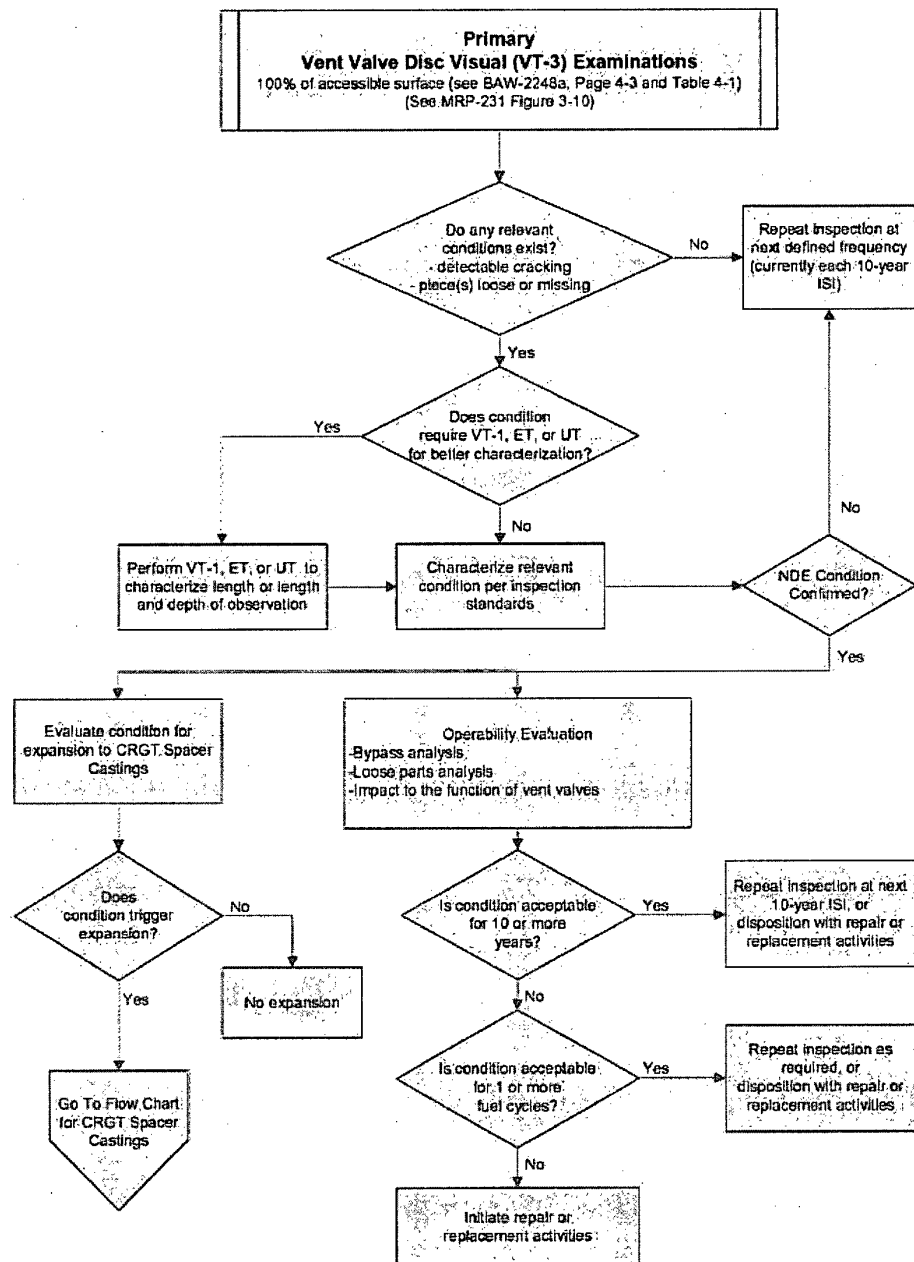 Primary
Vent Valve Disc Visual (VT-3) Examinations
100% of accessible surface (see BAW-2248a, Page 4-3 and Table 4-1)
(See MRP-231 Figure 3-10)
Do any relevant
conditions exist?
- detectable cracking
- piece(s) loose or missing
No
Repeat Inspection at
next defined frequency
(currently each 10-year
ISI)
Yes
Does condition
require VT-1, ET, or UT
for better characterization?
Yes
No
Perform VT-1, ET, or UT to
characterize length or length
and depth of observation
Characterize relevant
condition per inspection
standards
NDE Condition
Confirmed?
No
Yes
Evaluate condition for
expansion to CRGT Spacer
Castings
Operability Evaluation
-Bypass analysis
-Loose parts analysis
-Impact to the function of vent valves
Does
condition trigger
expansion?
No
No expansion
Yes
Go To Flow Chart
for CRGT Spacer
Castings
Is condition acceptable
for 10 or more
years?
Yes
Repeat inspection at next
10-year ISI, or
disposition with repair or
replacement activities
No
Is condition acceptable
for 1 or more
fuel cycles?
Yes
Repeat inspection as
required, or
disposition with repair or
replacement activities
No
Initiate repair or
replacement activities